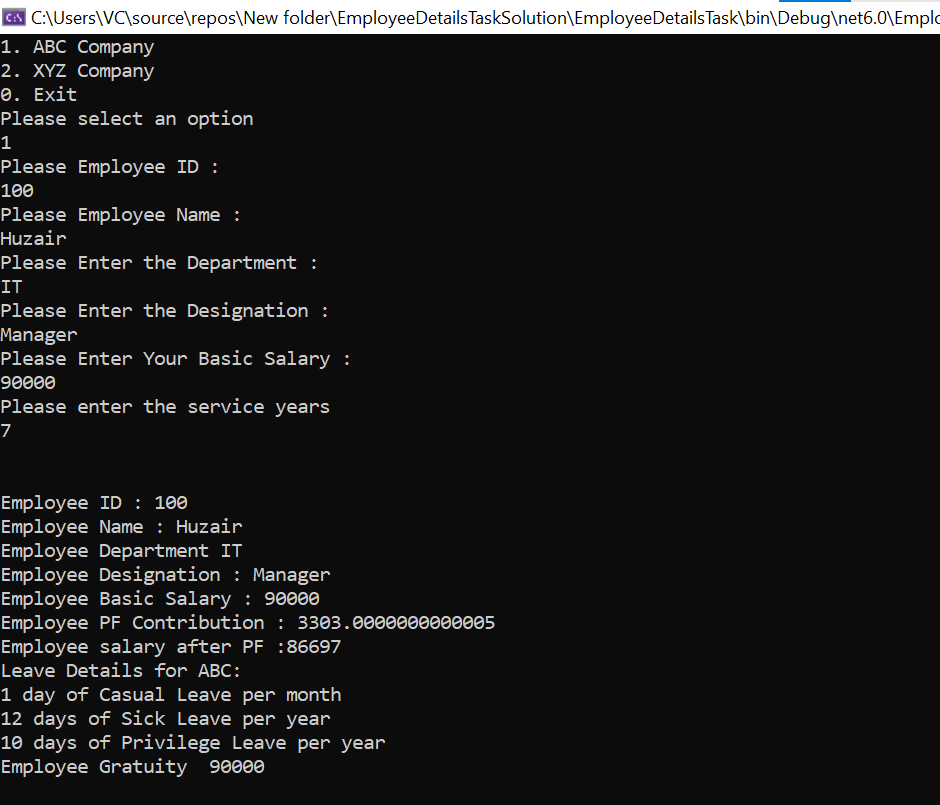 C:\Users\VC\source\repos\New folder\EmployeeDetailsTaskSolution\EmployeeDetailsTask\bin\Debug\net6.0\Emplo
1. ABC Company
2. XYZ Company
0. Exit
Please select an option
1
Please Employee ID :
100
Please Employee Name :
Huzair
Please Enter the Department :
IT
Please Enter the Designation :
Manager
Please Enter Your Basic Salary :
90000
Please enter the service years
7
Employee ID : 100
Employee Name : Huzair
Employee Department IT
Employee Designation : Manager
Employee Basic Salary : 90000
Employee PF Contribution : 3303.0000000000005
Employee salary after PF :86697
Leave Details for ABC:
1 day of Casual Leave per month
12 days of Sick Leave per year
10 days of Privilege Leave per year
Employee Gratuity  90000